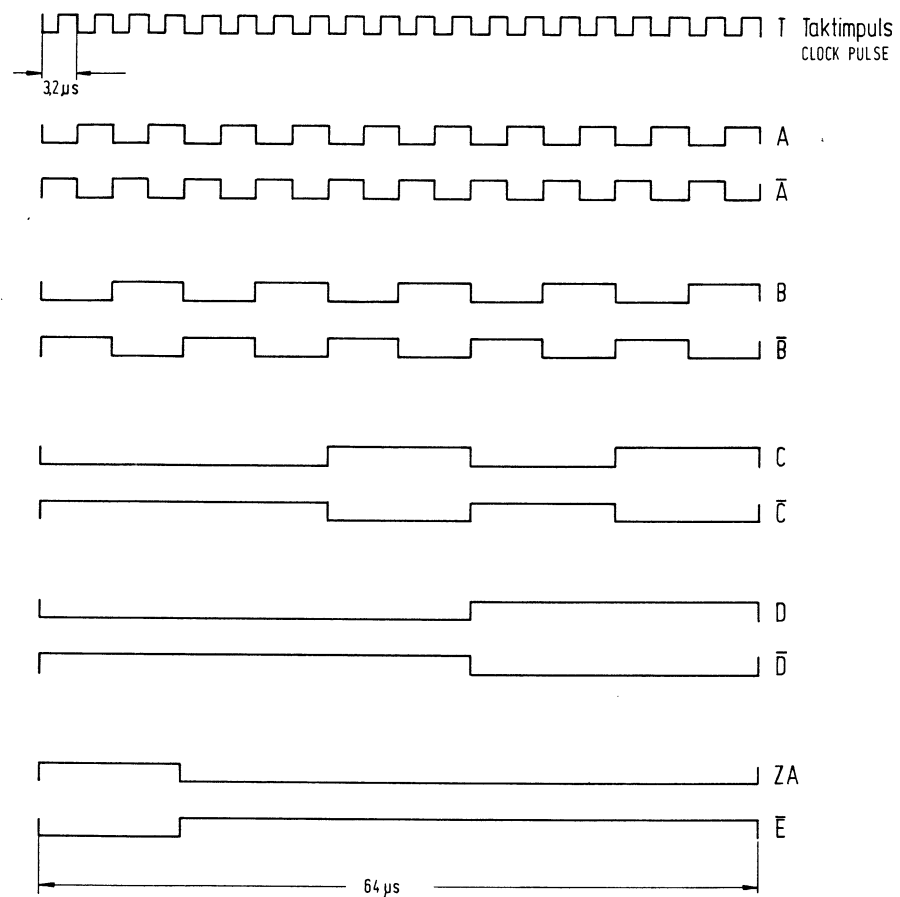 T Taktimpuls
CLOCK PULSE
3,2 µs
A
A̅
B
B̅
C
C̅
D
D̅
ZA
E̅
64 µs